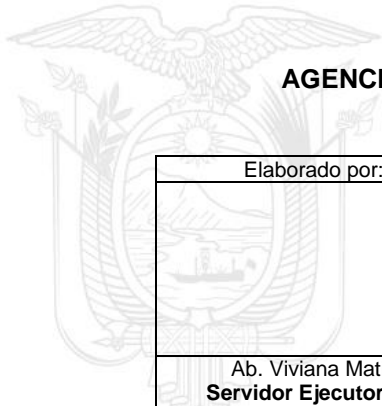 AGENCI
Elaborado por:
Ab. Viviana Mat
Servidor Ejecutor